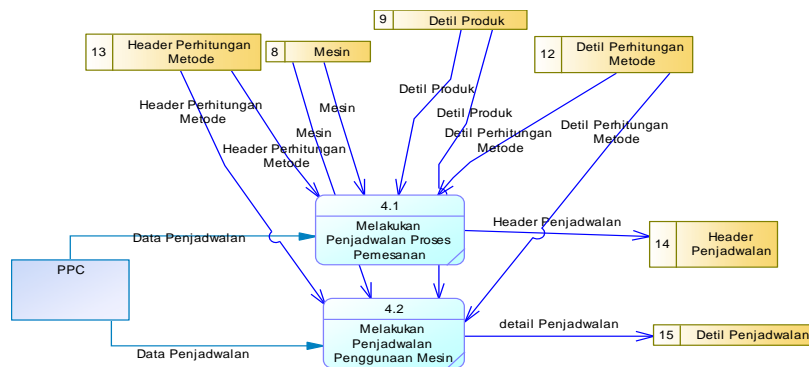 9
Detil Produk
13
Header Perhitungan
Metode
8
Mesin
12
Detil Perhitungan
Metode
Header Perhitungan
Metode
Mesin
Detil Produk
Detil Produk
Mesin
Header Perhitungan
Metode
Detil Perhitungan
Metode
Detil Perhitungan
Metode
4.1
Melakukan
Penjadwalan Proses
Pemesanan
Header Penjadwalan
14
Header
Penjadwalan
Data Penjadwalan
PPC
4.2
Melakukan
Penjadwalan
Penggunaan Mesin
detail Penjadwalan
15
Detil Penjadwalan
Data Penjadwalan